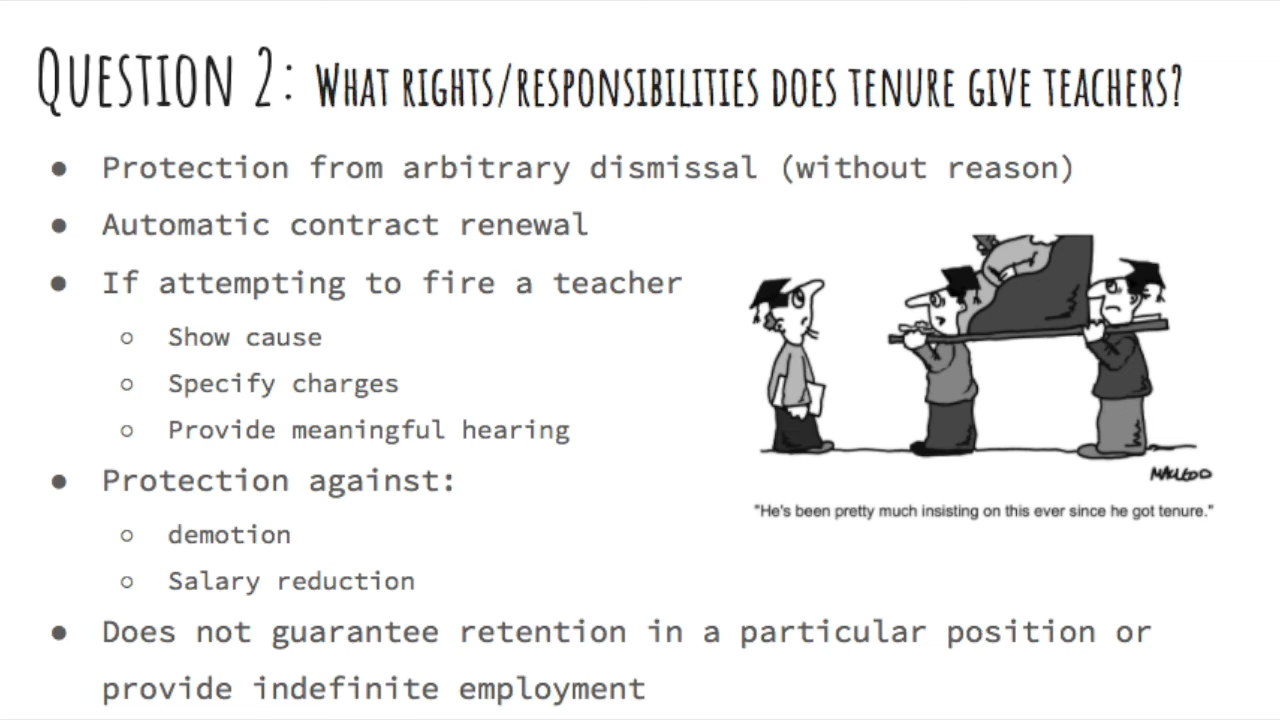 QUESTION 2: WHAT RIGHTS/RESPONSIBILITIES DOES TENURE GIVE TEACHERS?
● Protection from arbitrary dismissal (without reason)
● Automatic contract renewal
● If attempting to fire a teacher
○ Show cause
○ Specify charges
○ Provide meaningful hearing
● Protection against:
○ demotion
○ Salary reduction
● Does not guarantee retention in a particular position or
provide indefinite employment
MACLEOD
"He's been pretty much insisting on this ever since he got tenure."